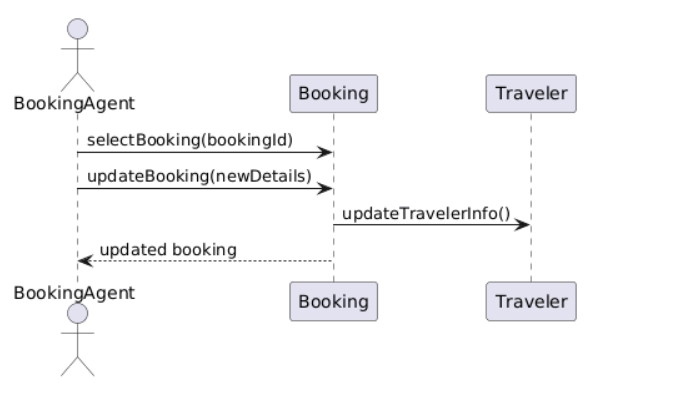 BookingAgent
Booking
Traveler
selectBooking(bookingId)
updateBooking(newDetails)
updateTravelerInfo()
updated booking
BookingAgent
Booking
Traveler